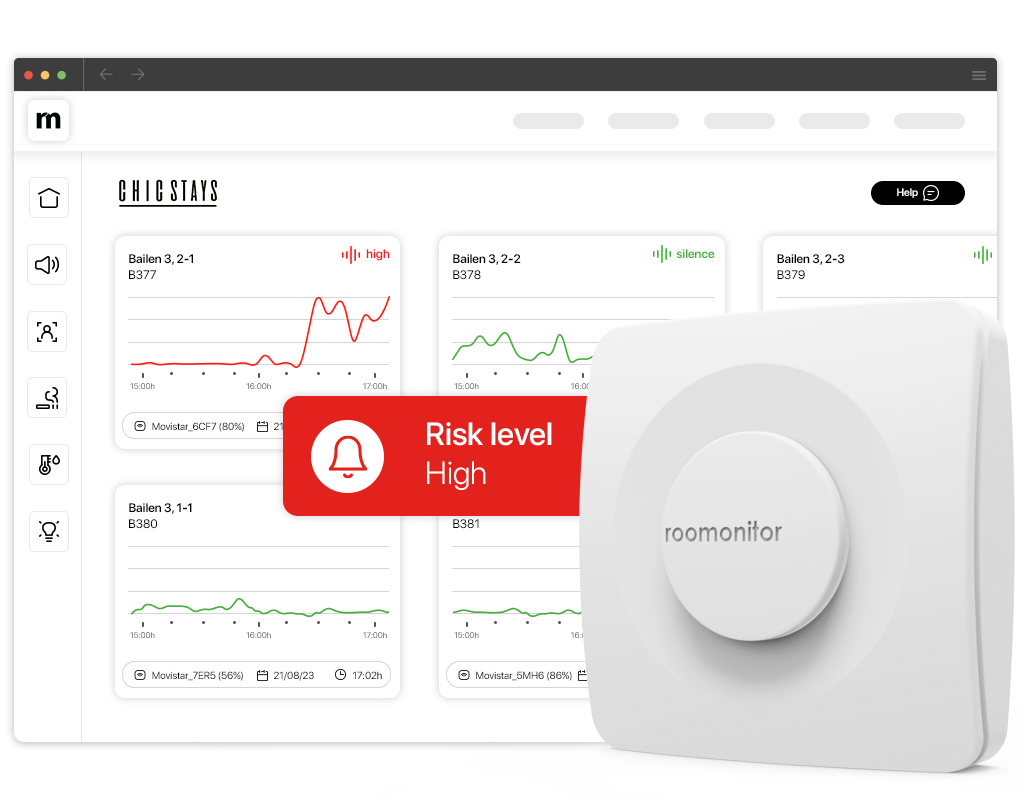 m
CHIC STAYS
Help
Bailen 3, 2-1
high
B377
15:00h
16:00h
17:00h
Movistar_6CF7 (80%)
21
Bailen 3, 2-2
silence
B378
15:00h
16:0
Bailen 3, 2-3
B379
Risk level
High
Bailen 3, 1-1
B380
15:00h
16:00h
17:00h
Movistar_7ER5 (56%)
21/08/23
17:02h
B381
15:00h
16:
Movistar_5MH6 (86%)
roomonitor